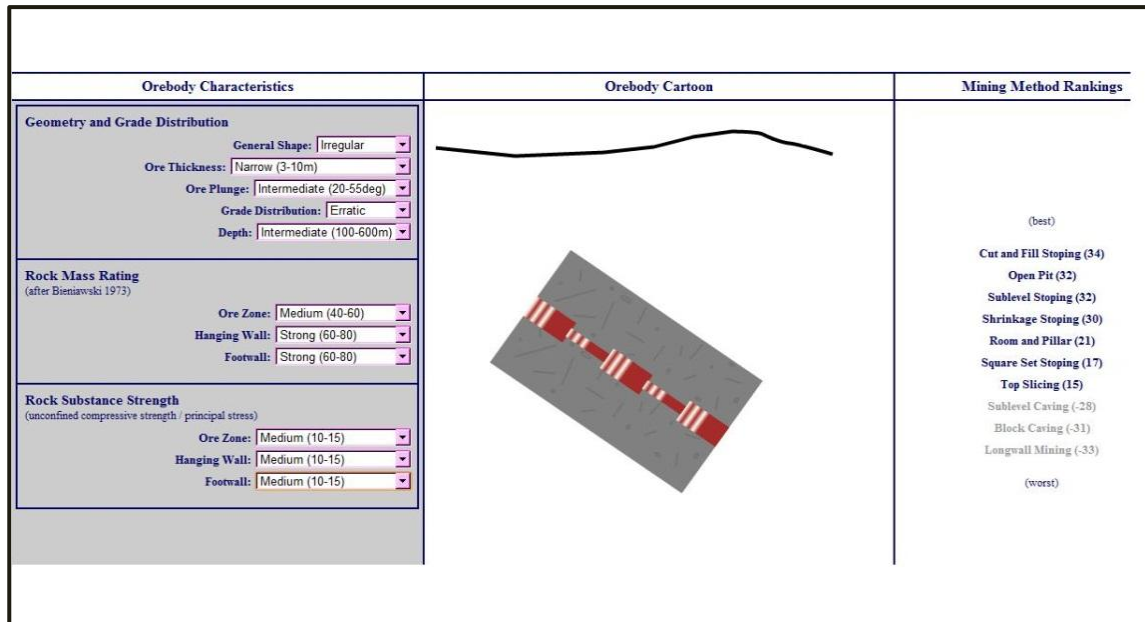 Orebody Characteristics
Orebody Cartoon
Mining Method Rankings
Geometry and Grade Distribution
General Shape: Irregular
Ore Thickness: Narrow (3-10m)
Ore Plunge: Intermediate (20-55deg)
Grade Distribution: Erratic
Depth: Intermediate (100-600m)
Rock Mass Rating
(after Bieniawski 1973)
Ore Zone: Medium (40-60)
Hanging Wall: Strong (60-80)
Footwall: Strong (60-80)
Rock Substance Strength
(unconfined compressive strength / principal stress)
Ore Zone: Medium (10-15)
Hanging Wall: Medium (10-15)
Footwall: Medium (10-15)
(best)
Cut and Fill Stoping (34)
Open Pit (32)
Sublevel Stoping (32)
Shrinkage Stoping (30)
Room and Pillar (21)
Square Set Stoping (17)
Top Slicing (15)
Sublevel Caving (-28)
Block Caving (-31)
Longwall Mining (-33)
(worst)